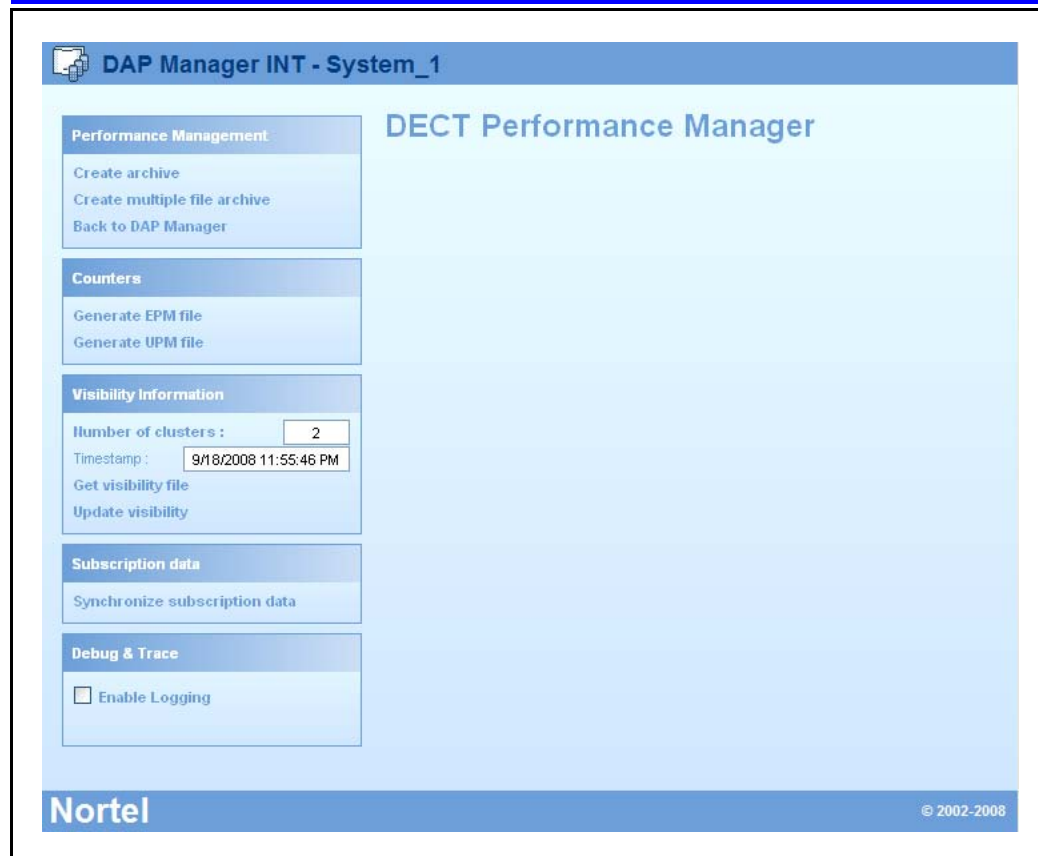 DAP Manager INT - System_1
DECT Performance Manager
Performance Management
Create archive
Create multiple file archive
Back to DAP Manager
Counters
Generate EPM file
Generate UPM file
Visibility Information
Number of clusters : 2
Timestamp : 9/18/2008 11:55:46 PM
Get visibility file
Update visibility
Subscription data
Synchronize subscription data
Debug & Trace
Enable Logging
Nortel
© 2002-2008